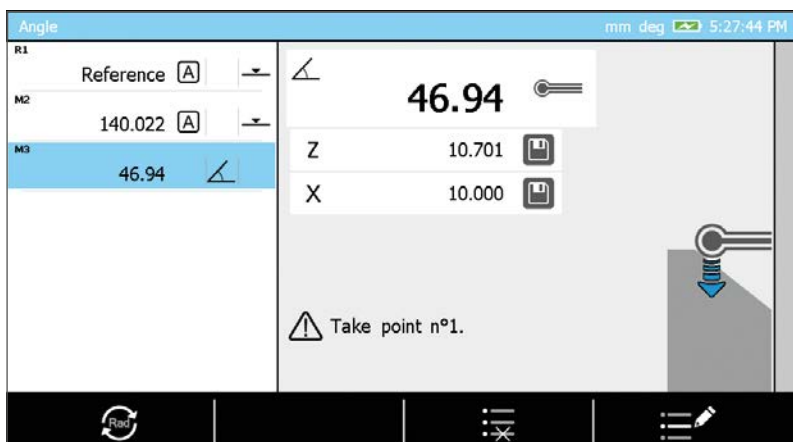 Angle mm deg 5:27:44 PM
R1
Reference A
M2
140.022 A
M3
46.94
46.94
Z 10.701
X 10.000
Take point nº1.
Rad